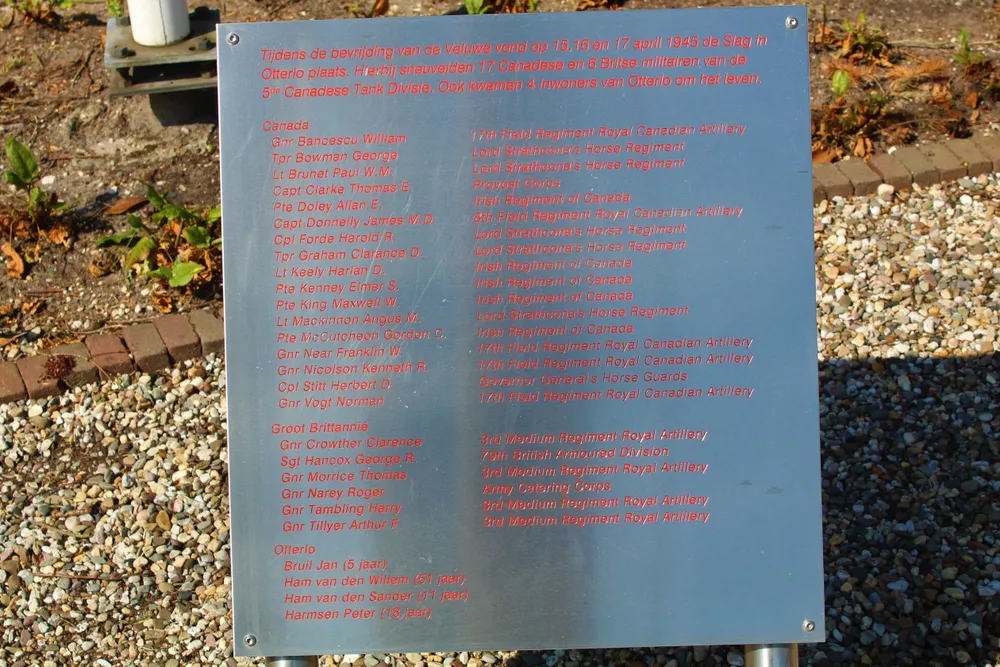 Tijdens de bevrijding van de Veluwe vond op 15,16 en 17 april 1945 de Slag in
Otterlo plaats. Hierbij sneuvelden 17 Canadese en 6 Britse militairen van de
5de Canadese Tank Divisie. Ook kwamen 4 inwoners van Otterlo om het leven.
Canada
Gnr Bancescu William 17th Field Regiment Royal Canadian Artillery
Tpr Bowman George Lord Strathcona's Horse Regiment
Lt Brunet Paul W.M. Lord Strathcona's Horse Regiment
Capt Clarke Thomas E. Provost Corps
Pte Doley Allan E. Irish Regiment of Canada
Capt Donnelly James M.D. 8th Field Regiment Royal Canadian Artillery
Cpl Forde Harold R. Lord Strathcona's Horse Regiment
Tpr Graham Clarance D. Lord Strathcona's Horse Regiment
Lt Keely Harlan D. Irish Regiment of Canada
Pte Kenney Elmer S. Irish Regiment of Canada
Pte King Maxwell W. Irish Regiment of Canada
Lt Mackinnon Angus M. Lord Strathcona's Horse Regiment
Pte McCutcheon Gordon C. Irish Regiment of Canada
Gnr Near Franklin W. 17th Field Regiment Royal Canadian Artillery
Gnr Nicolson Kenneth R. 17th Field Regiment Royal Canadian Artillery
Cpl Stitt Herbert D. Governor General's Horse Guards
Gnr Vogt Norman 17th Field Regiment Royal Canadian Artillery
Groot Brittannië
Gnr Crowther Clarence 3rd Medium Regiment Royal Artillery
Sgt Hancox George R. 79th British Armoured Division
Gnr Morrice Thomas 3rd Medium Regiment Royal Artillery
Gnr Narey Roger Army Catering Corps
Gnr Tambling Harry 3rd Medium Regiment Royal Artillery
Gnr Tillyer Arthur F. 3rd Medium Regiment Royal Artillery
Otterlo
Bruil Jan (5 jaar)
Ham van den Willem (51 jaar)
Ham van den Sander (11 jaar)
Harmsen Peter (18 jaar)